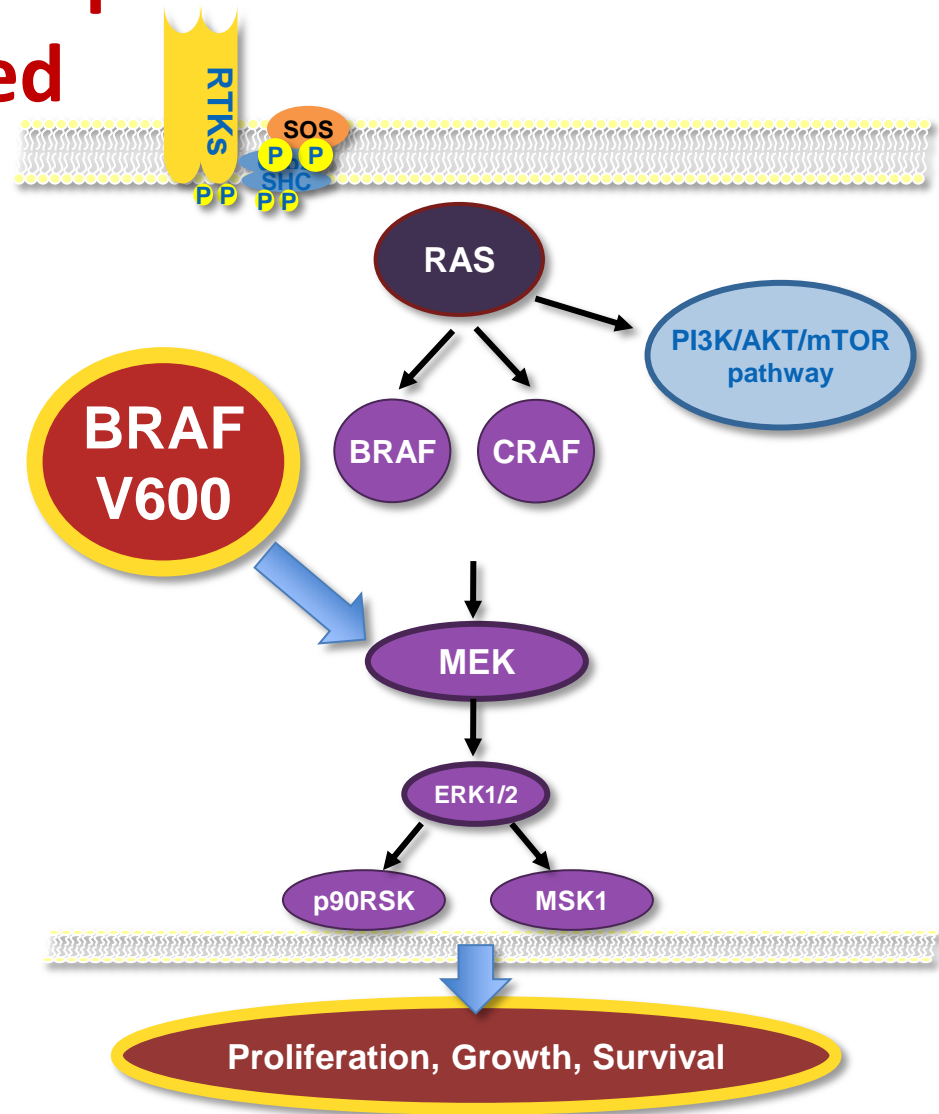 ed
RTKs
SOS
P P
SHC
P P
P P
RAS
PI3K/AKT/mTOR
pathway
BRAF
V600
BRAF
CRAF
MEK
ERK1/2
p90RSK
MSK1
Proliferation, Growth, Survival